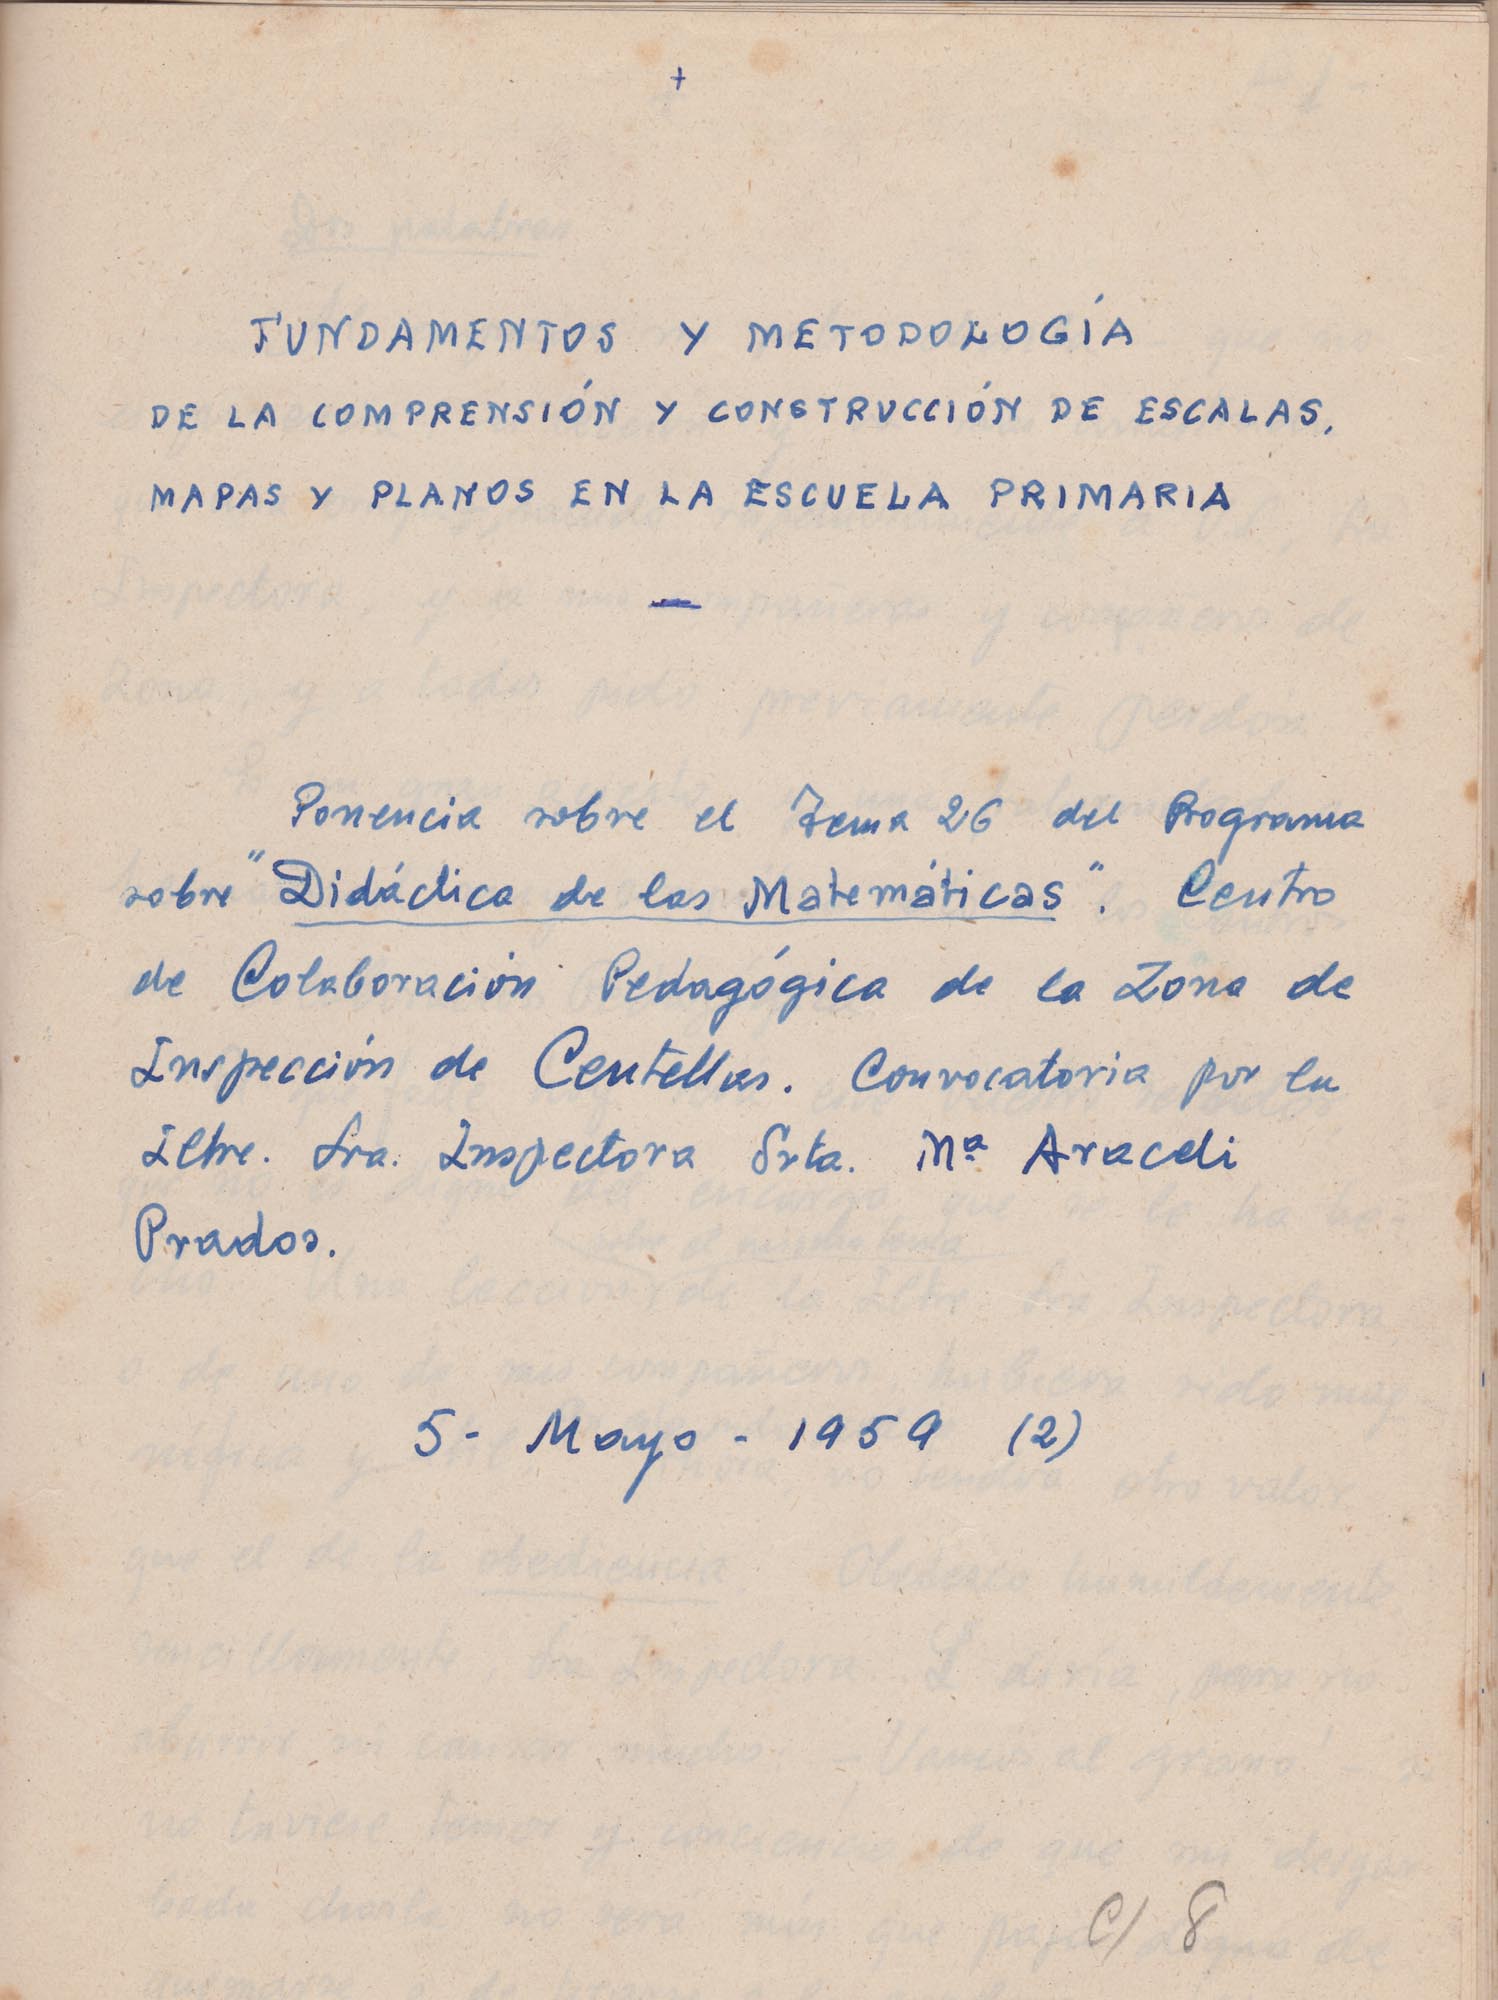 +
FUNDAMENTOS Y METODOLOGÍA
DE LA COMPRENSIÓN Y CONSTRUCCIÓN DE ESCALAS,
MAPAS Y PLANOS EN LA ESCUELA PRIMARIA
—
Ponencia sobre el Tema 26 del Programa
sobre "Didáctica de las Matemáticas". Centro
de Colaboración Pedagógica de la Zona de
Inspección de Centellas. Convocatoria por la
Iltre. Sra. Inspectora Srta. Mª Araceli
Prados.
5 - Mayo - 1959 (2)
C/ 8